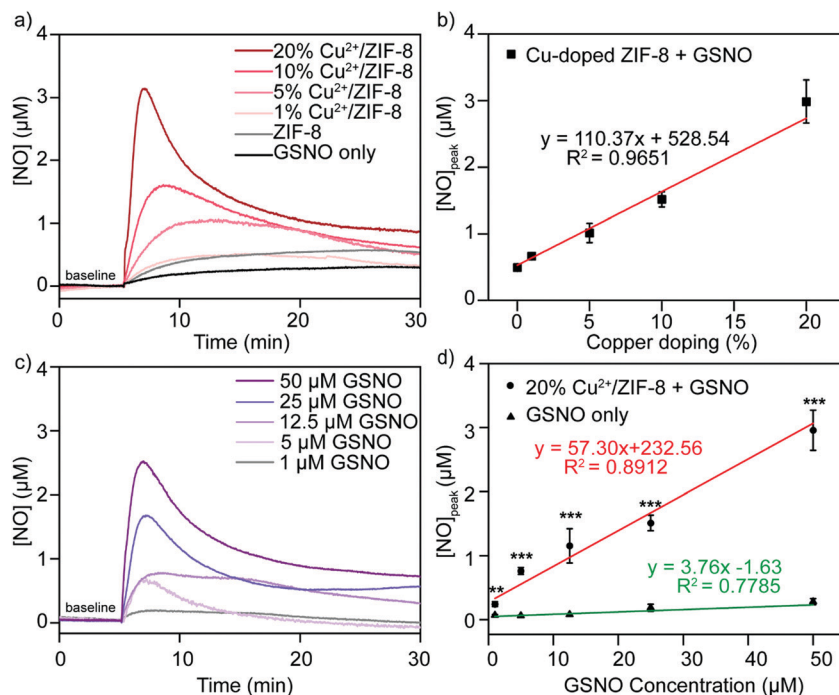 a)
[NO] (µM)
4
3
2
1
0
20% Cu²⁺/ZIF-8
10% Cu²⁺/ZIF-8
5% Cu²⁺/ZIF-8
1% Cu²⁺/ZIF-8
ZIF-8
GSNO only
baseline
0 10 20 30
Time (min)
b)
[NO]peak (µM)
4
3
2
1
0
Cu-doped ZIF-8 + GSNO
y = 110.37x + 528.54
R² = 0.9651
0 5 10 15 20
Copper doping (%)
c)
[NO] (µM)
4
3
2
1
0
50 µM GSNO
25 µM GSNO
12.5 µM GSNO
5 µM GSNO
1 µM GSNO
baseline
0 10 20 30
Time (min)
d)
[NO]peak (µM)
4
3
2
1
0
20% Cu²⁺/ZIF-8 + GSNO
GSNO only
***
y = 57.30x+232.56
R² = 0.8912
***
***
***
**
y = 3.76x -1.63
R² = 0.7785
0 10 20 30 40 50
GSNO Concentration (µM)